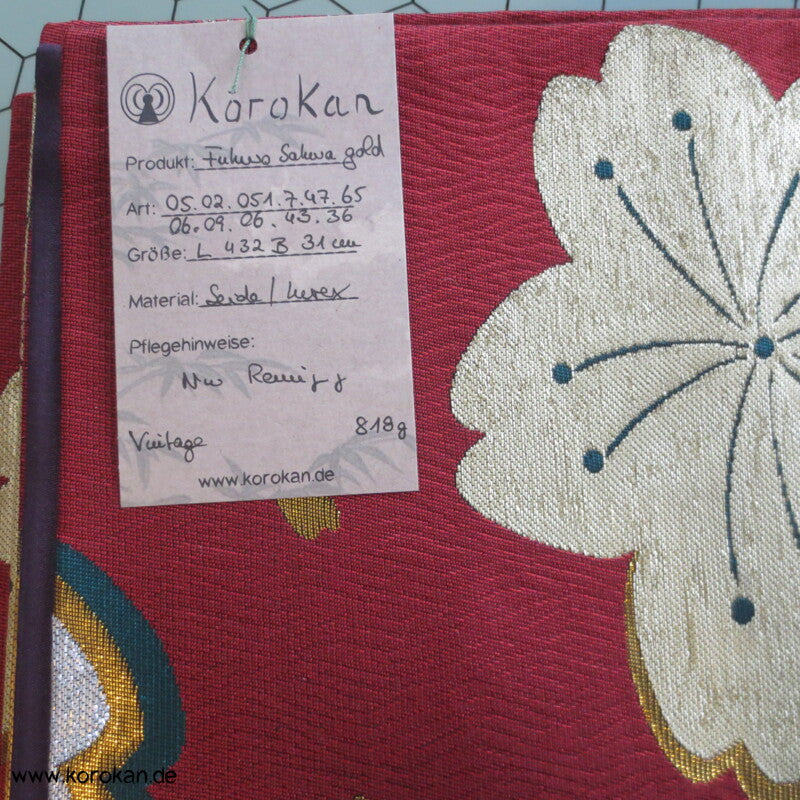 Korokan
Produkt: Fukuro Sakura gold
Art: 05.02.051.7.47.65
06.09.06.43.36
Größe: L 432 B 31 cm
Material: Seide / Lurex
Pflegehinweise:
Vintage 818g
www.korokan.de
www.korokan.de